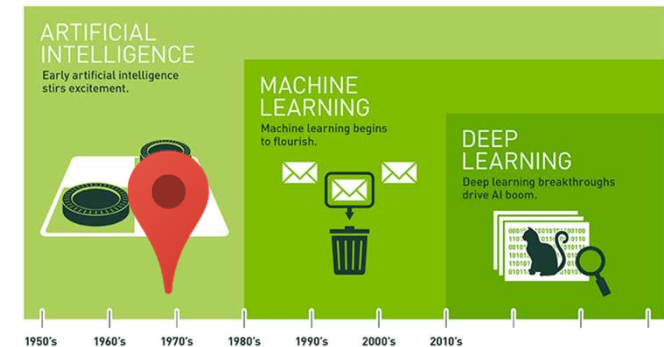 ARTIFICIAL
INTELLIGENCE
Early artificial intelligence
stirs excitement.
MACHINE
LEARNING
Machine learning begins
to flourish.
DEEP
LEARNING
Deep learning breakthroughs
drive AI boom.
1950's 1960's 1970's 1980's 1990's 2000's 2010's